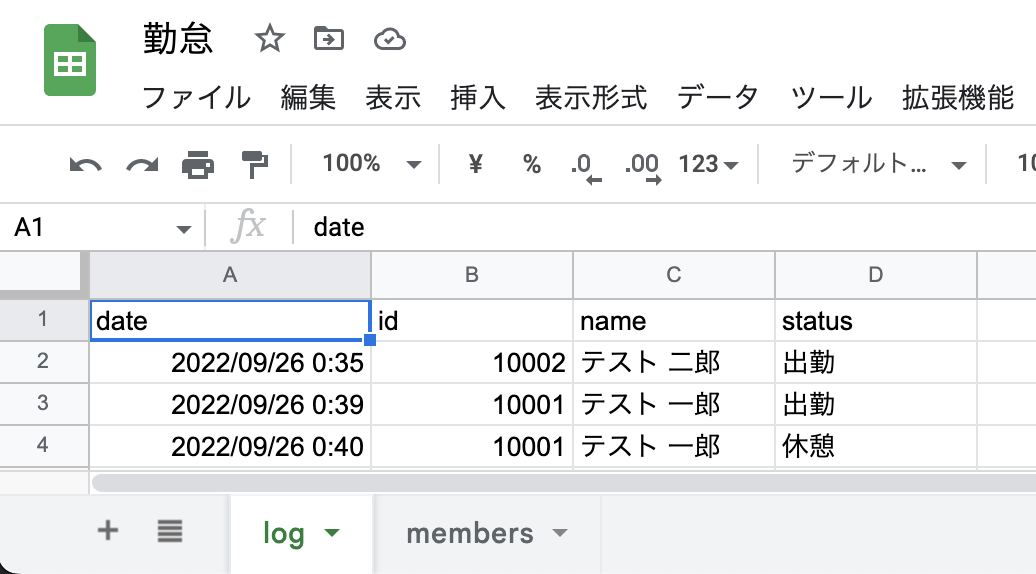 勤怠
ファイル 編集 表示 挿入 表示形式 データ ツール 拡張機能
100% ¥ % .0 .00 123 デフォルト... 10
A1 fx date
A B C D
1 date id name status
2 2022/09/26 0:35 10002 テスト 二郎 出勤
3 2022/09/26 0:39 10001 テスト 一郎 出勤
4 2022/09/26 0:40 10001 テスト 一郎 休憩
log members